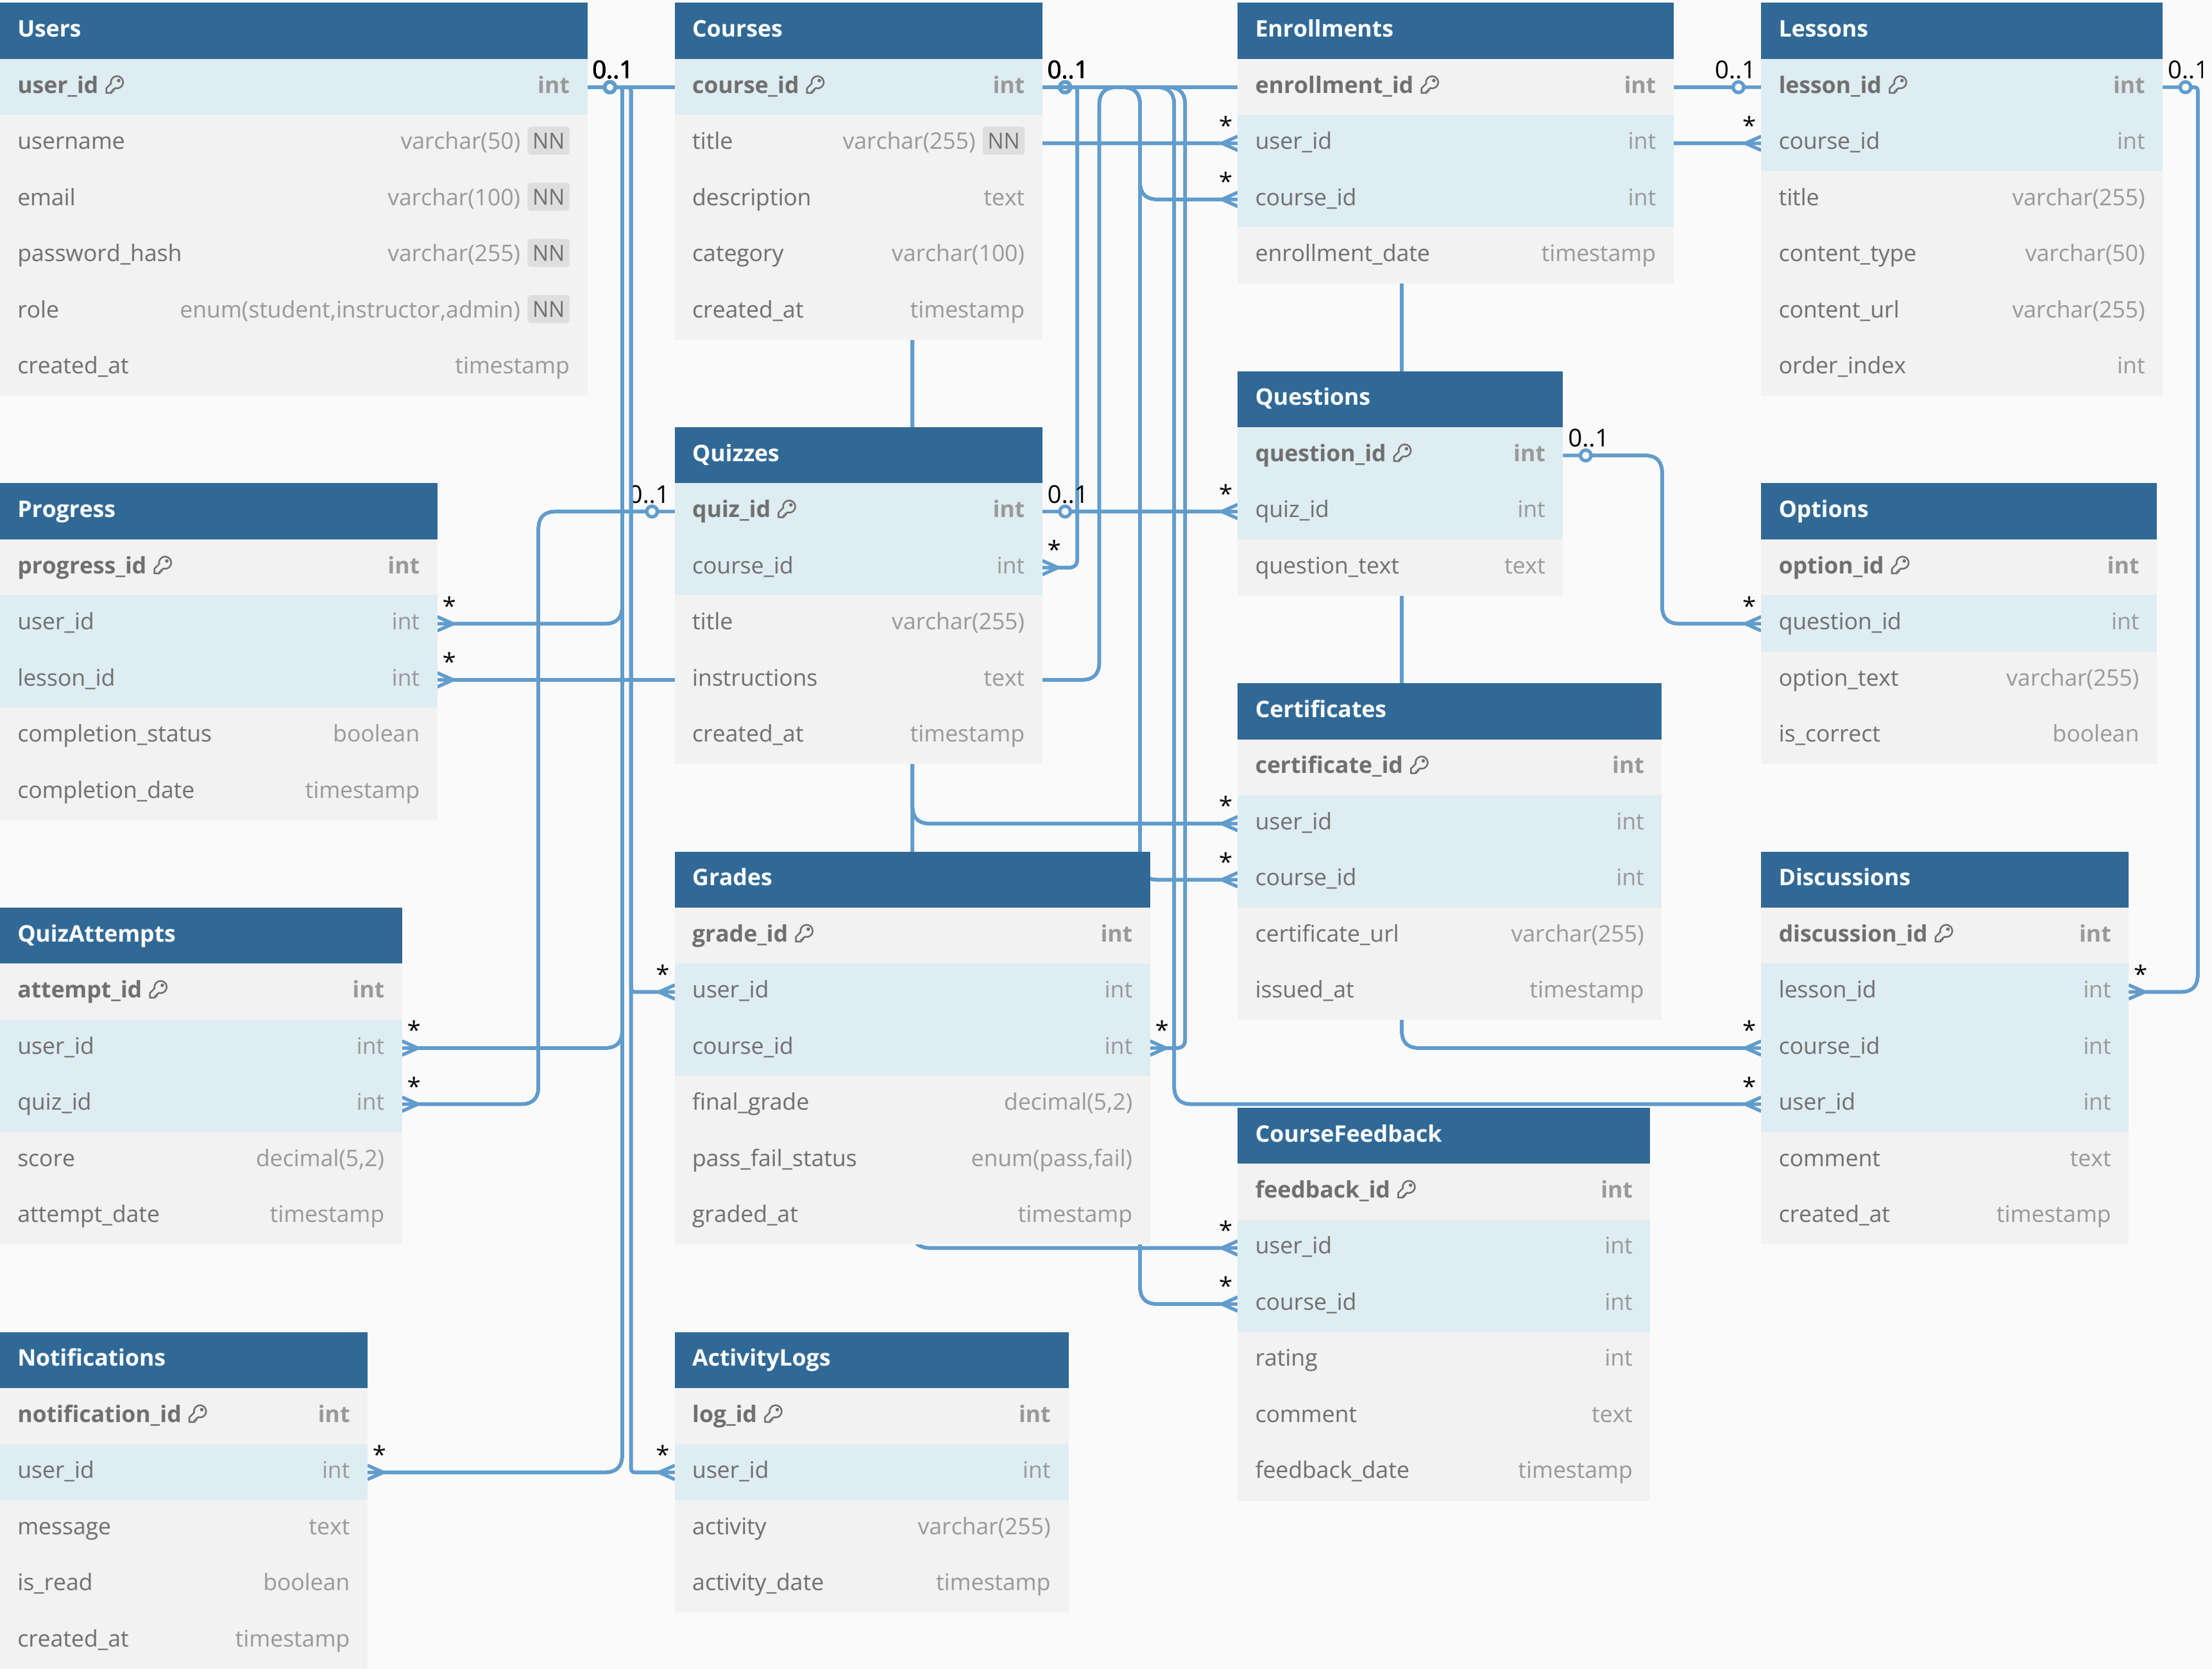 Users
user_id int
username varchar(50) NN
email varchar(100) NN
password_hash varchar(255) NN
role enum(student,instructor,admin) NN
created_at timestamp
0..1
Courses
course_id int
title varchar(255) NN
description text
category varchar(100)
created_at timestamp
0..1
Enrollments
enrollment_id int
* user_id int
* course_id int
enrollment_date timestamp
0..1
Lessons
lesson_id int
* course_id int
title varchar(255)
content_type varchar(50)
content_url varchar(255)
order_index int
0..1
Progress
progress_id int
user_id int *
lesson_id int *
completion_status boolean
completion_date timestamp
0..1
Quizzes
quiz_id int
course_id int *
title varchar(255)
instructions text
created_at timestamp
0..1
Questions
question_id int
* quiz_id int
question_text text
0..1
Options
option_id int
* question_id int
option_text varchar(255)
is_correct boolean
Certificates
certificate_id int
* user_id int
* course_id int
certificate_url varchar(255)
issued_at timestamp
QuizAttempts
attempt_id int
user_id int *
quiz_id int *
score decimal(5,2)
attempt_date timestamp
Grades
grade_id int
* user_id int
course_id int *
final_grade decimal(5,2)
pass_fail_status enum(pass,fail)
graded_at timestamp
Discussions
discussion_id int
lesson_id int *
* course_id int
* user_id int
comment text
created_at timestamp
CourseFeedback
feedback_id int
* user_id int
* course_id int
rating int
comment text
feedback_date timestamp
Notifications
notification_id int
user_id int *
message text
is_read boolean
created_at timestamp
ActivityLogs
log_id int
* user_id int
activity varchar(255)
activity_date timestamp